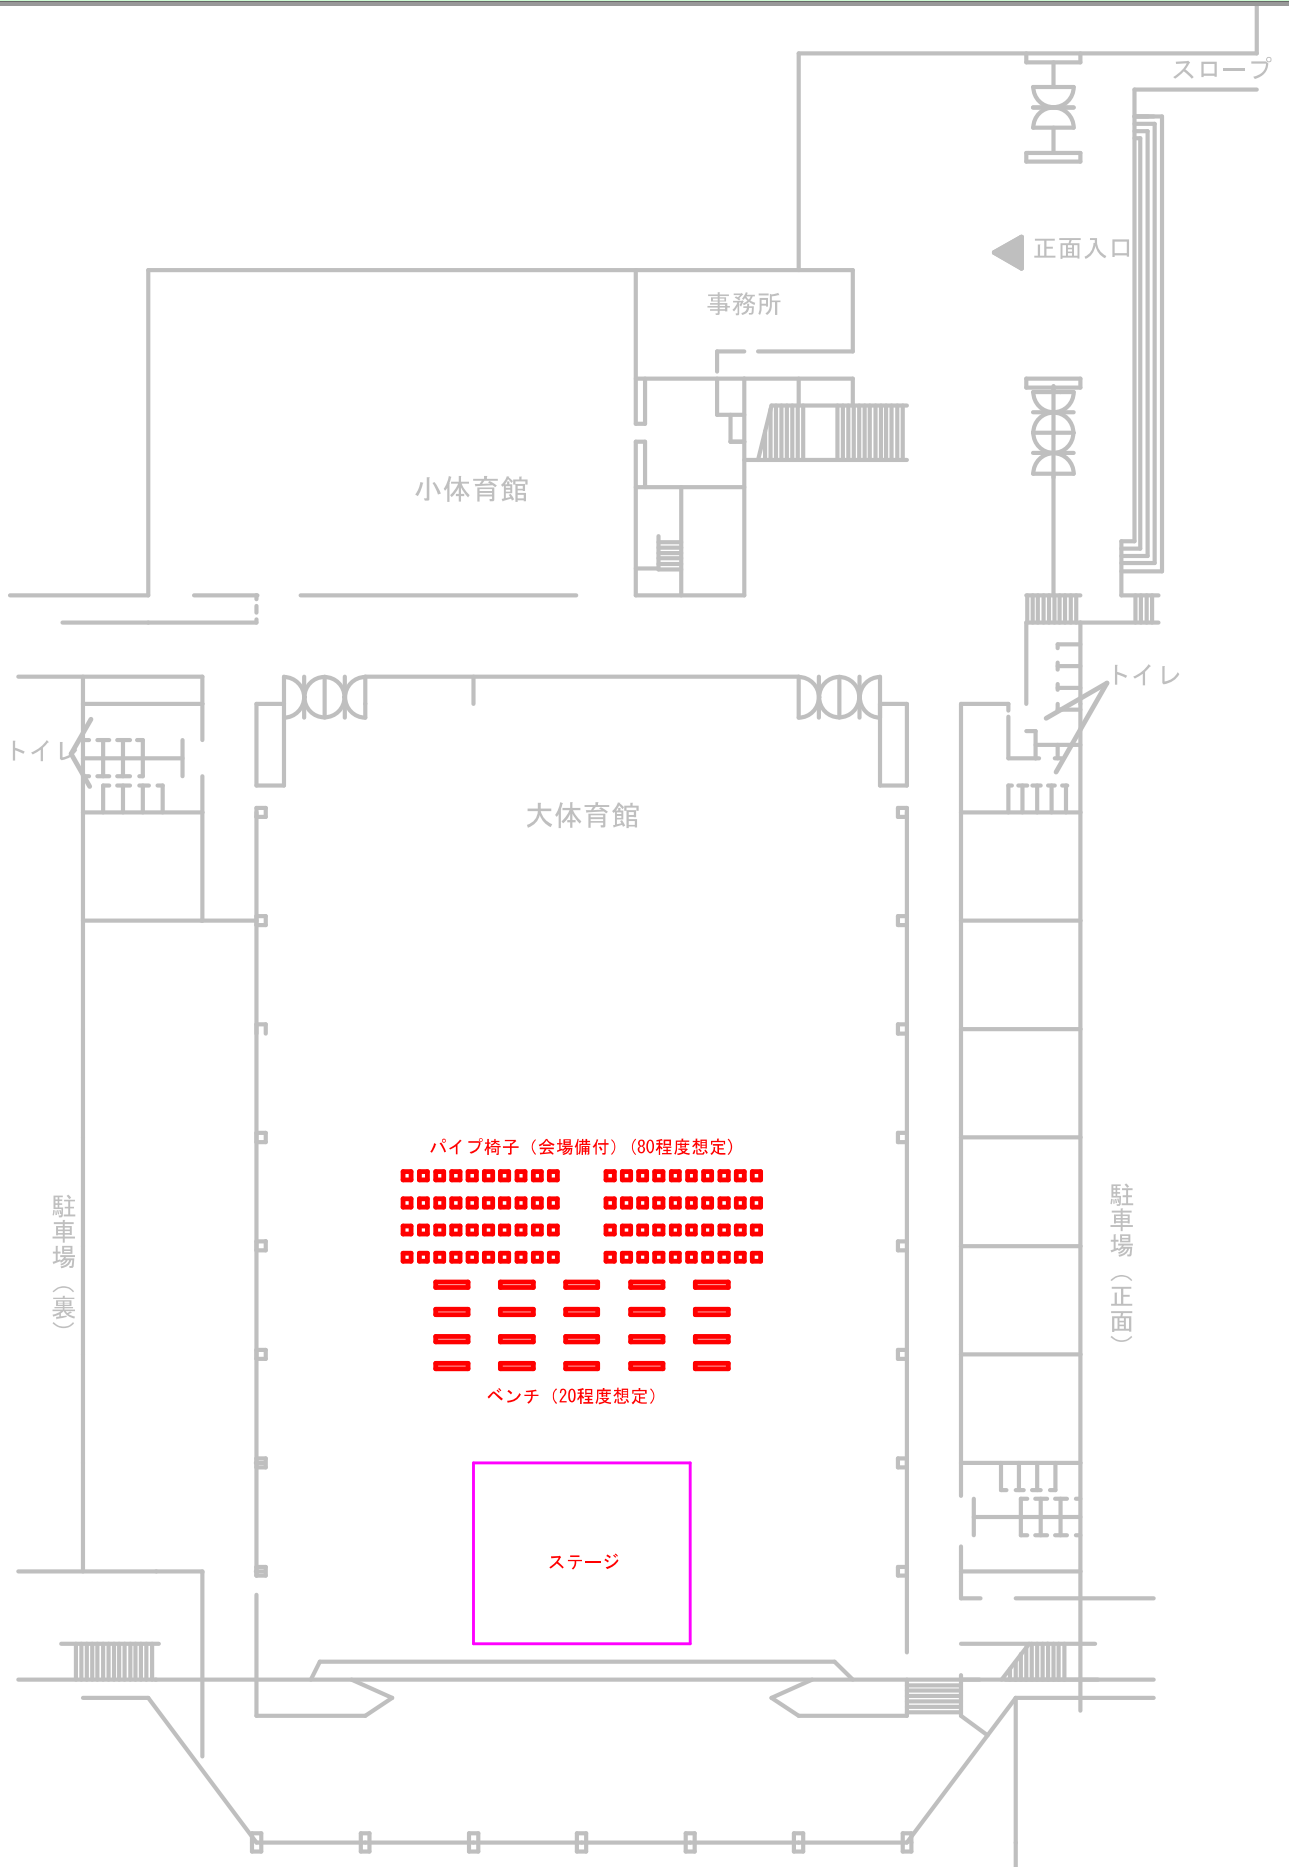 スロープ
正面入口
事務所
小体育館
トイレ
トイレ
大体育館
パイプ椅子（会場備付）(80程度想定)
駐車場（裏）
駐車場（正面）
ベンチ（20程度想定）
ステージ